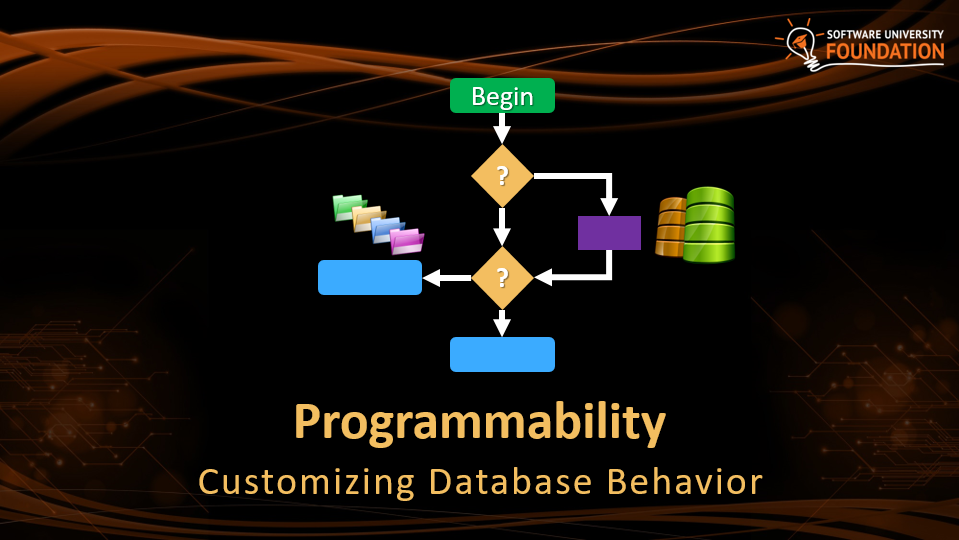 SOFTWARE UNIVERSITY
FOUNDATION
Begin
?
?
Programmability
Customizing Database Behavior